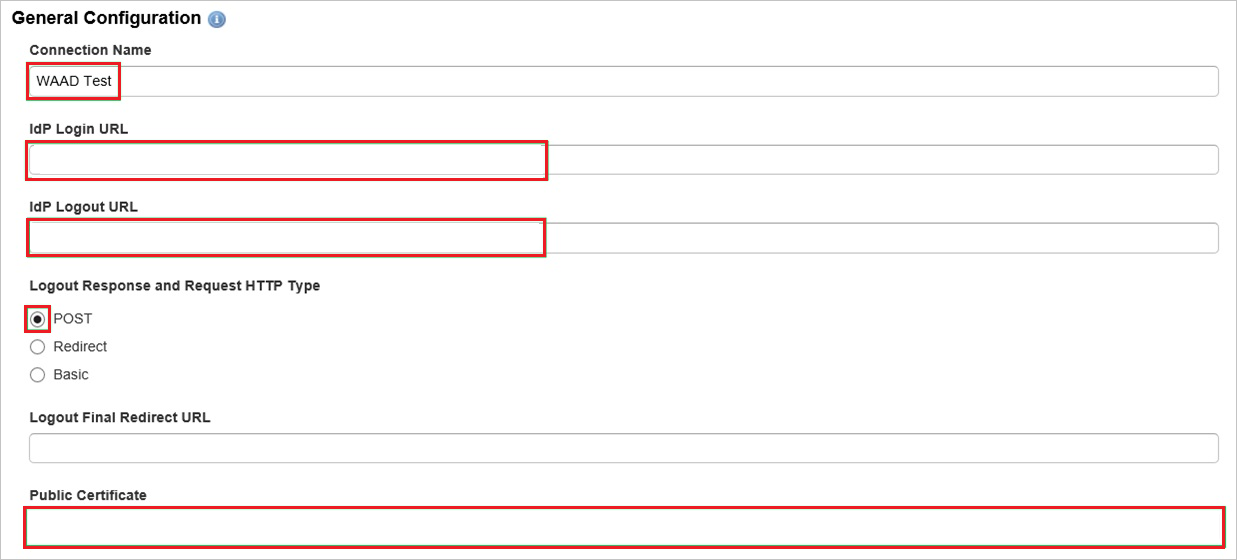 General Configuration
Connection Name
WAAD Test
IdP Login URL
IdP Logout URL
Logout Response and Request HTTP Type
POST
Redirect
Basic
Logout Final Redirect URL
Public Certificate